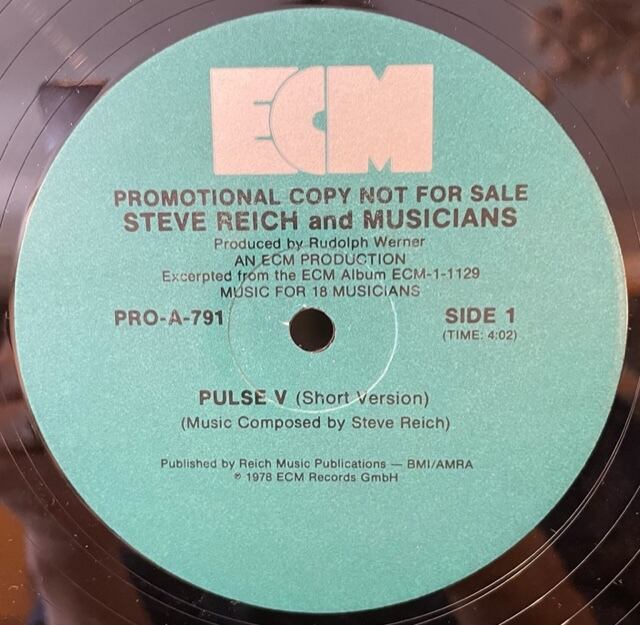 ECM
PROMOTIONAL COPY NOT FOR SALE
STEVE REICH and MUSICIANS
Produced by Rudolph Werner
AN ECM PRODUCTION
Excerpted from the ECM Album ECM-1-1129
MUSIC FOR 18 MUSICIANS
PRO-A-791
SIDE 1
(TIME: 4:02)
PULSE V (Short Version)
(Music Composed by Steve Reich)
Published by Reich Music Publications — BMI/AMRA
℗ 1978 ECM Records GmbH